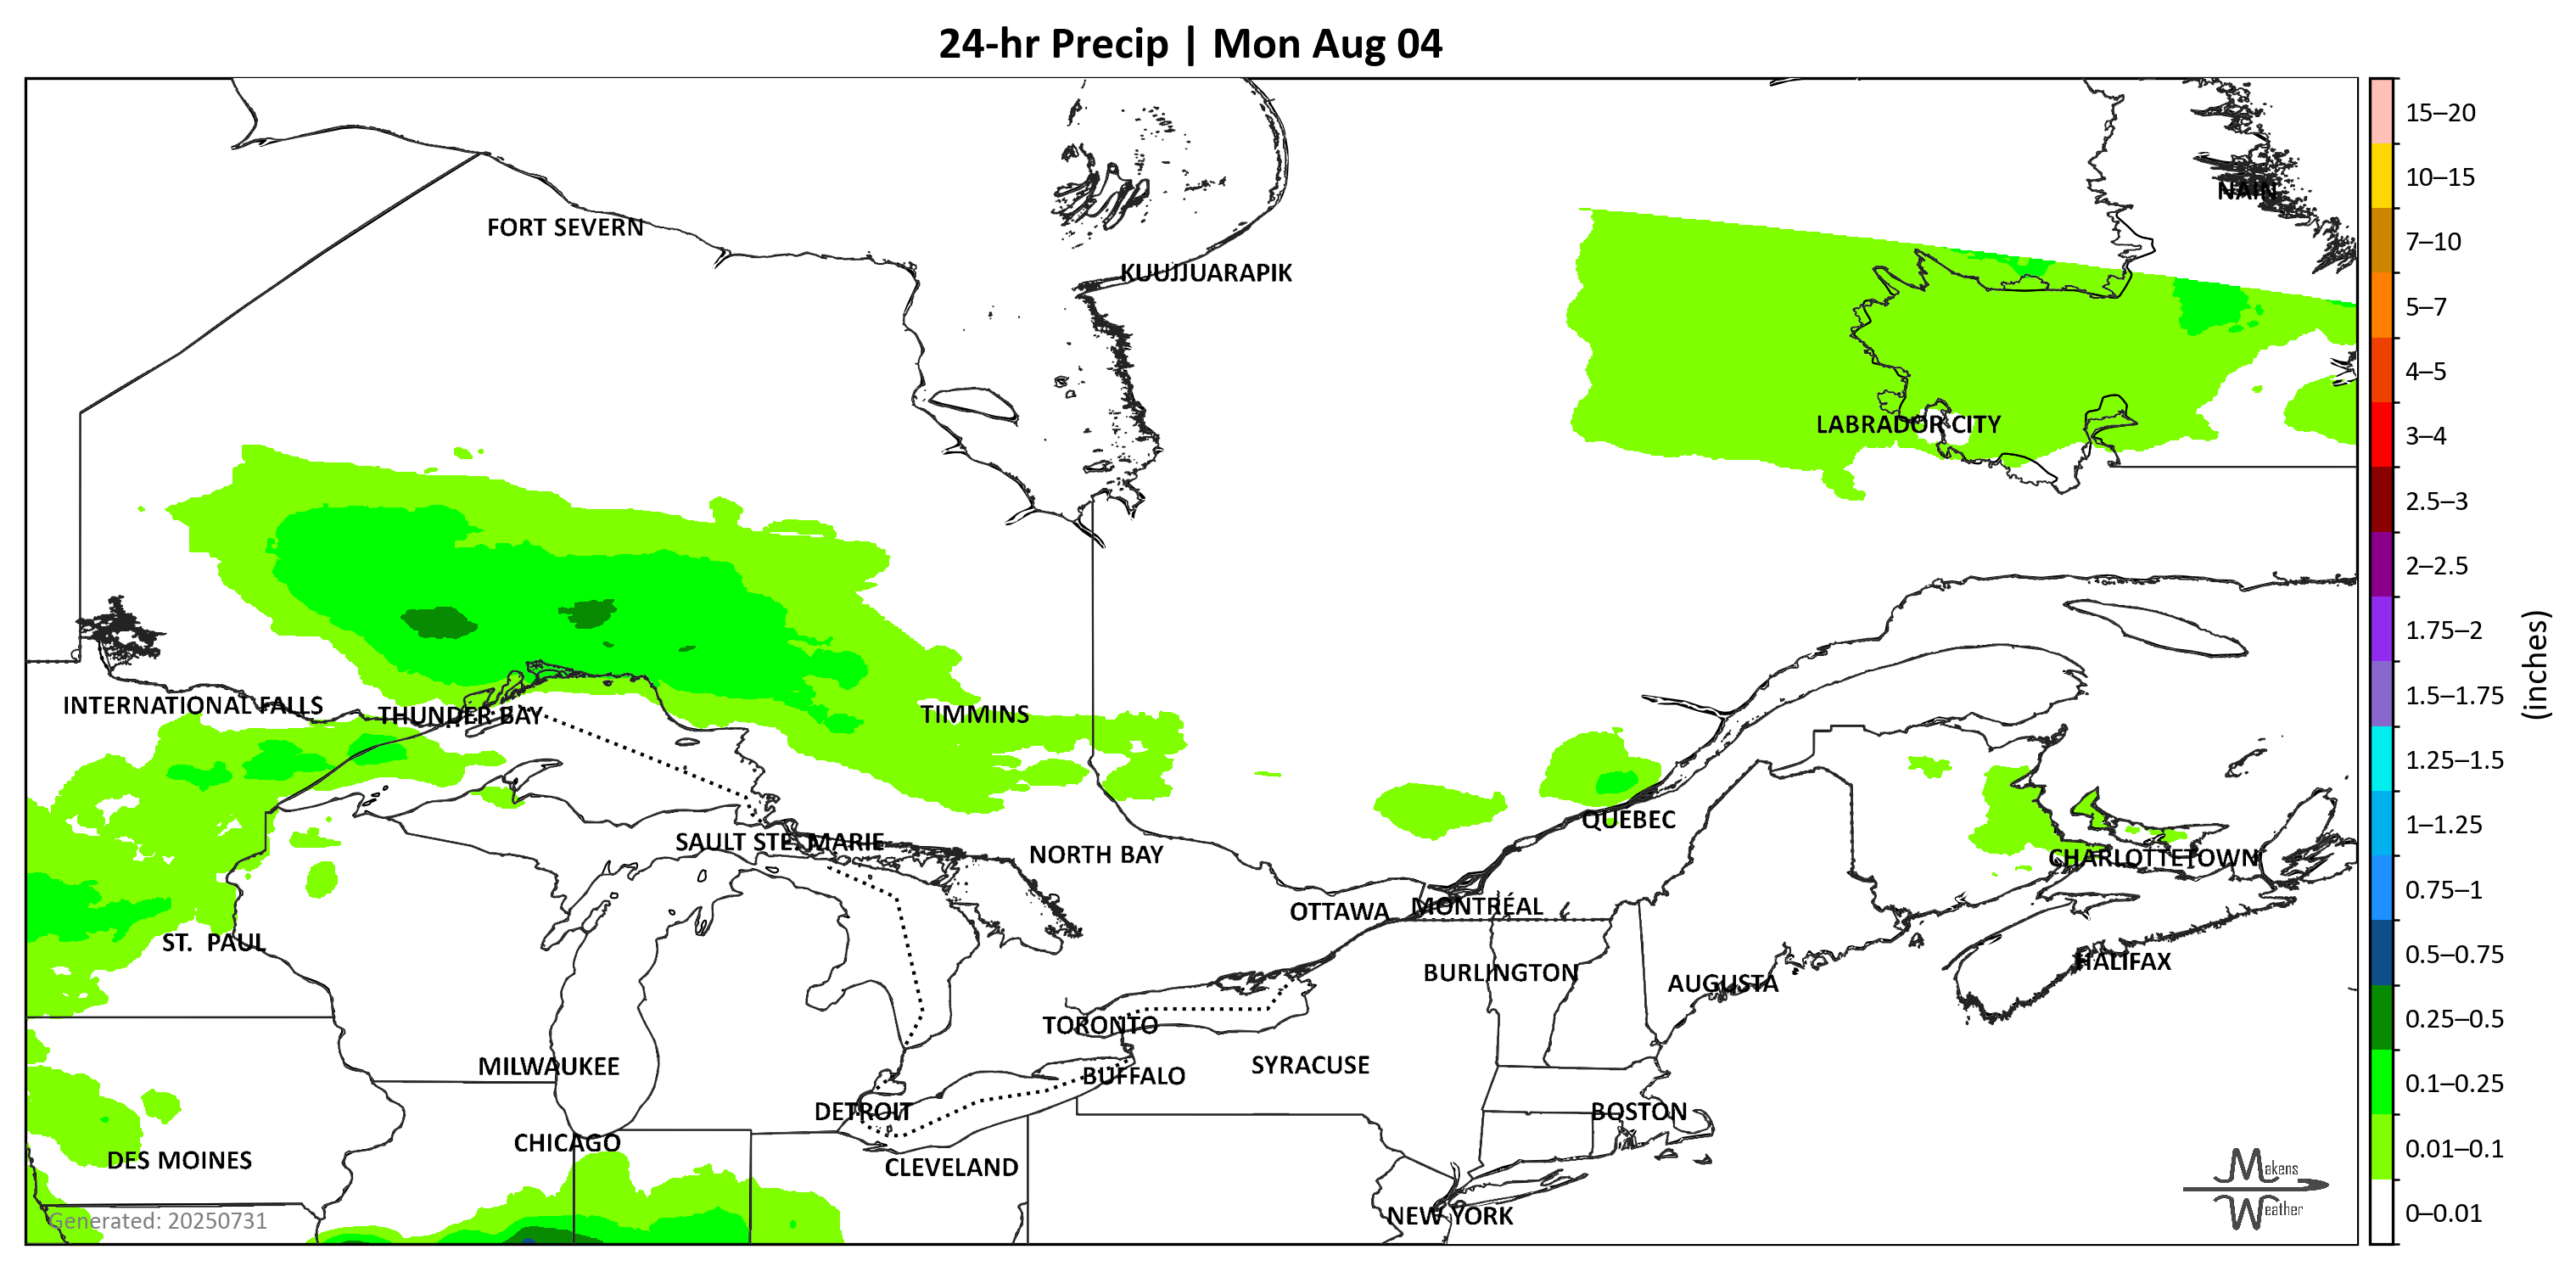 24-hr Precip | Mon Aug 04
NAIN
FORT SEVERN
KUUJJUARAPIK
LABRADOR CITY
INTERNATIONAL FALLS
THUNDER BAY
TIMMINS
QUEBEC
SAULT STE. MARIE
NORTH BAY
CHARLOTTETOWN
OTTAWA
MONTRÉAL
ST. PAUL
HALIFAX
BURLINGTON
AUGUSTA
TORONTO
MILWAUKEE
SYRACUSE
BUFFALO
DETROIT
BOSTON
CHICAGO
DES MOINES
CLEVELAND
NEW YORK
Generated: 20250731
Makens
Weather
15–20
10–15
7–10
5–7
4–5
3–4
2.5–3
2–2.5
1.75–2
1.5–1.75
1.25–1.5
1–1.25
0.75–1
0.5–0.75
0.25–0.5
0.1–0.25
0.01–0.1
0–0.01
(inches)